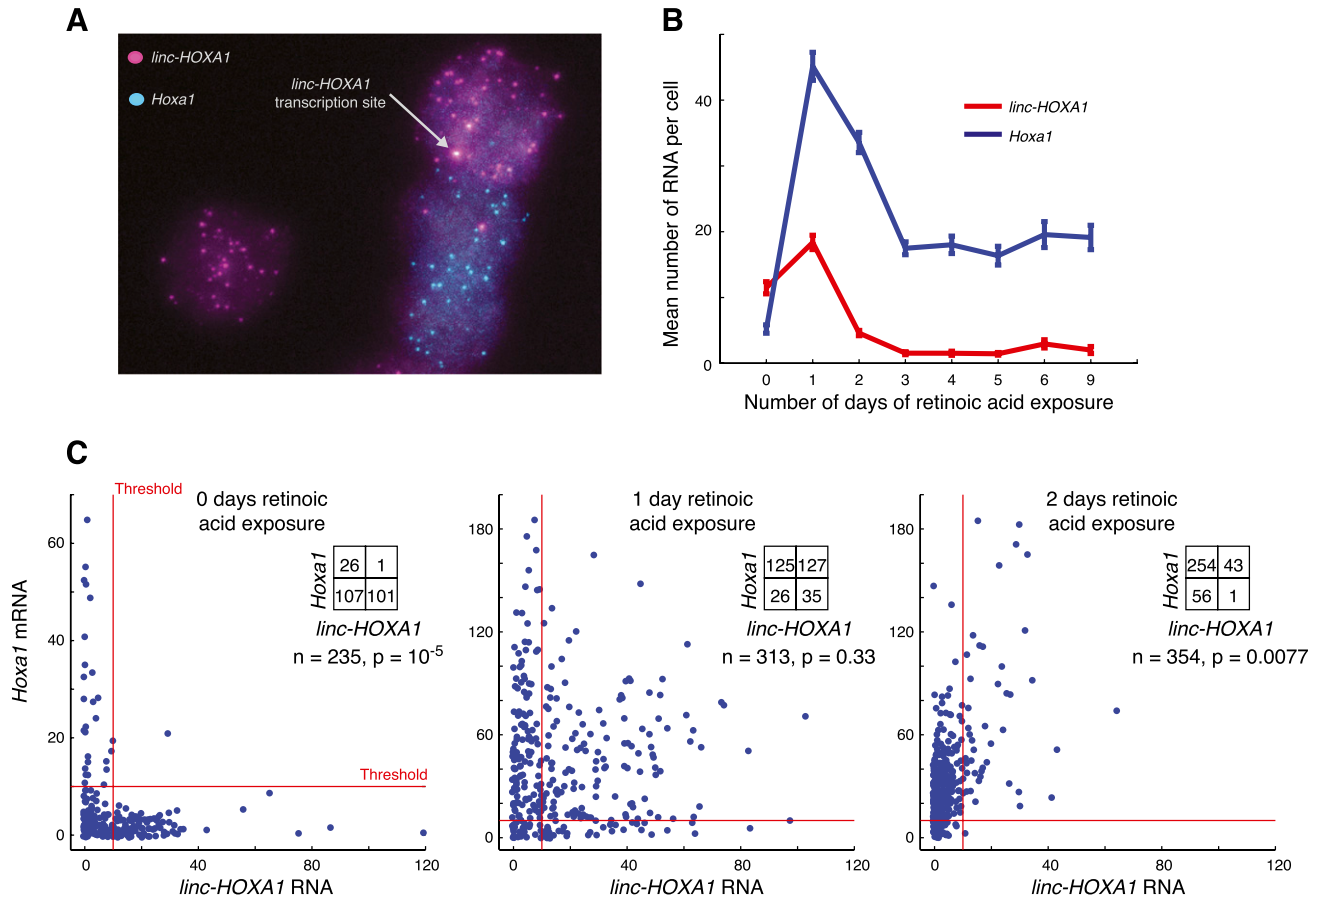 A
linc-HOXA1
Hoxa1
linc-HOXA1
transcription site
B
Mean number of RNA per cell
40
20
0
linc-HOXA1
Hoxa1
0 1 2 3 4 5 6 9
Number of days of retinoic acid exposure
C
Hoxa1 mRNA
60
40
20
0
Threshold
0 days retinoic
acid exposure
Hoxa1
26 1
107 101
linc-HOXA1
n = 235, p = 10-5
Threshold
0 40 80 120
linc-HOXA1 RNA
180
120
60
0
1 day retinoic
acid exposure
Hoxa1
125 127
26 35
linc-HOXA1
n = 313, p = 0.33
0 40 80 120
linc-HOXA1 RNA
180
120
60
0
2 days retinoic
acid exposure
Hoxa1
254 43
56 1
linc-HOXA1
n = 354, p = 0.0077
0 40 80 120
linc-HOXA1 RNA